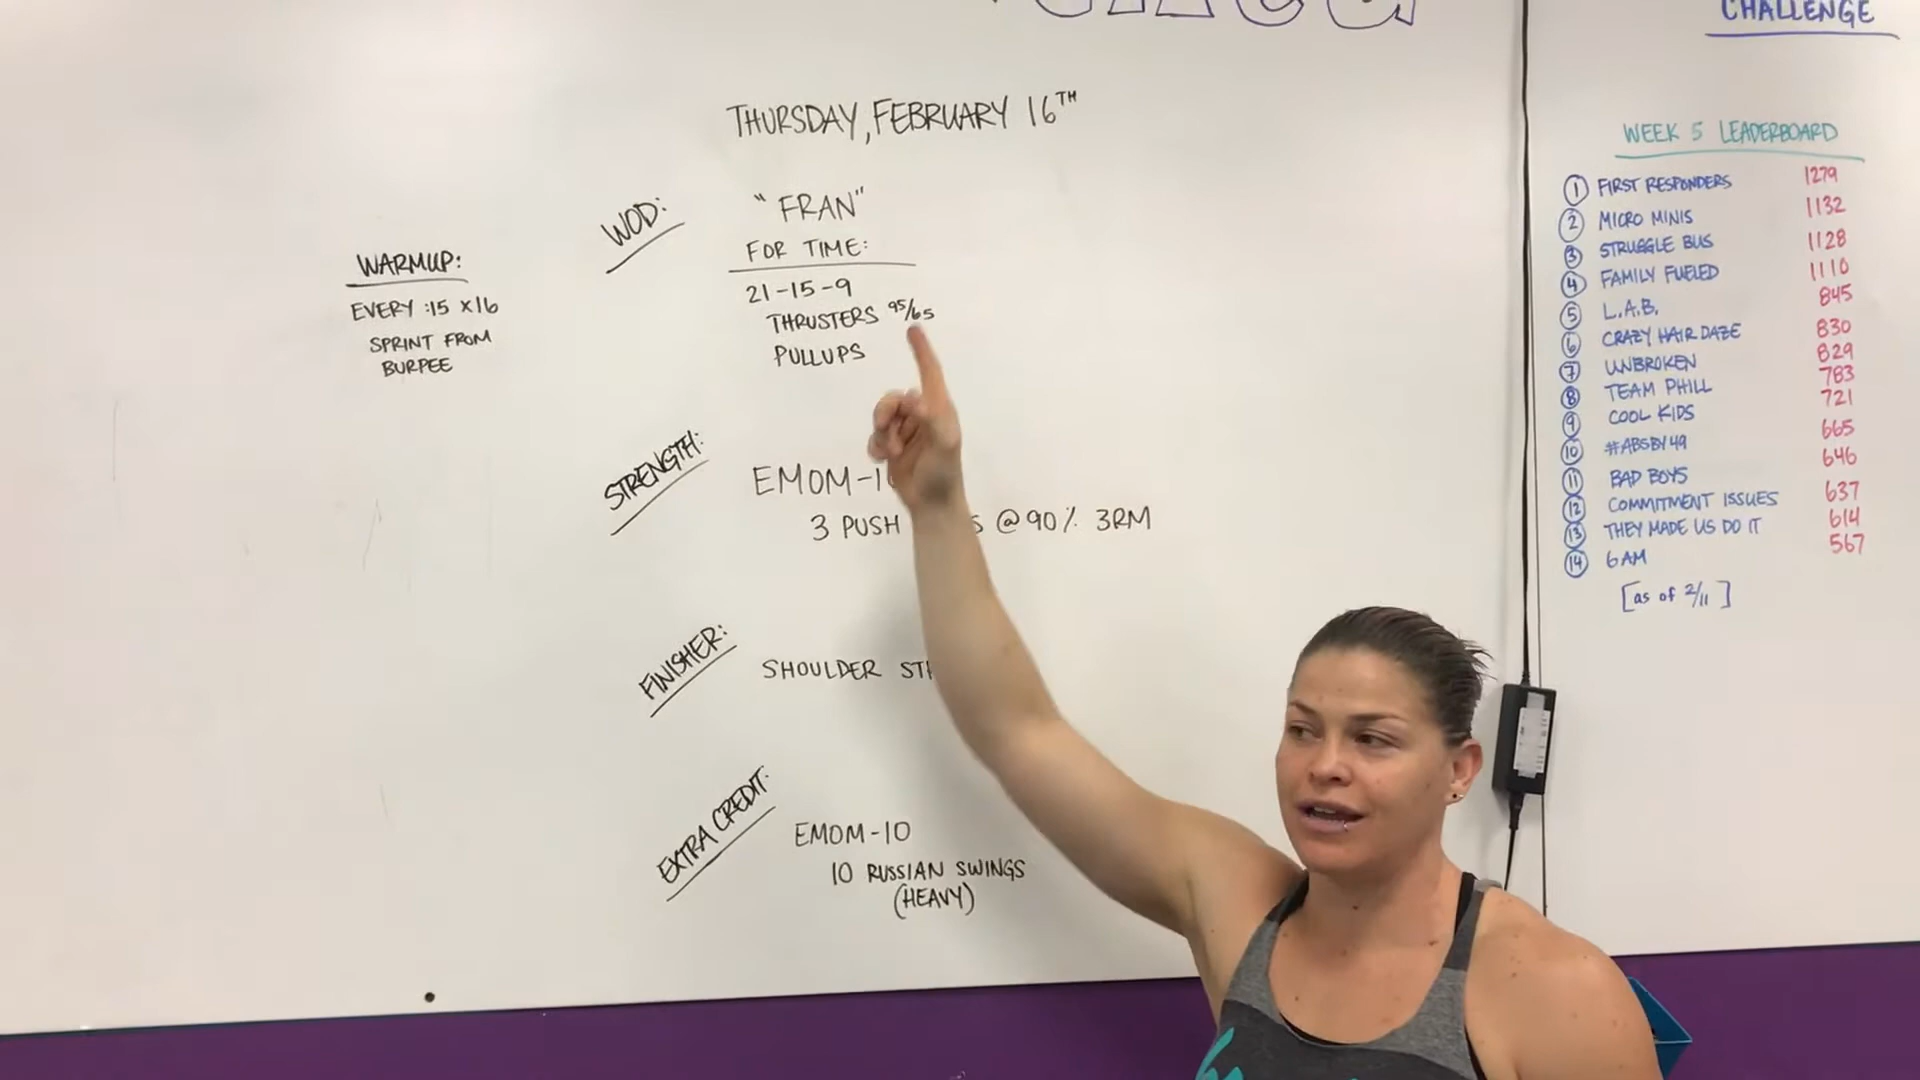 THURSDAY, FEBRUARY 16TH
WARMUP:
EVERY :15 x16
SPRINT FROM
BURPEE
WOD:
"FRAN"
FOR TIME:
21-15-9
THRUSTERS 95/65
PULLUPS
STRENGTH:
EMOM-10
3 PUSH @ 90% 3RM
FINISHER:
SHOULDER
EXTRA CREDIT:
EMOM-10
10 RUSSIAN SWINGS
(HEAVY)
CHALLENGE
WEEK 5 LEADERBOARD
1 FIRST RESPONDERS 1279
2 MICRO MINIS 1132
3 STRUGGLE BUS 1128
4 FAMILY FUELED 1110
5 L.A.B. 845
6 CRAZY HAIR DAZE 830
7 UNBROKEN 829
8 TEAM PHILL 783
9 COOL KIDS 721
10 #ABSBY49 665
11 BAD BOYS 646
12 COMMITMENT ISSUES 637
13 THEY MADE US DO IT 614
14 6AM 567
[as of 2/11]